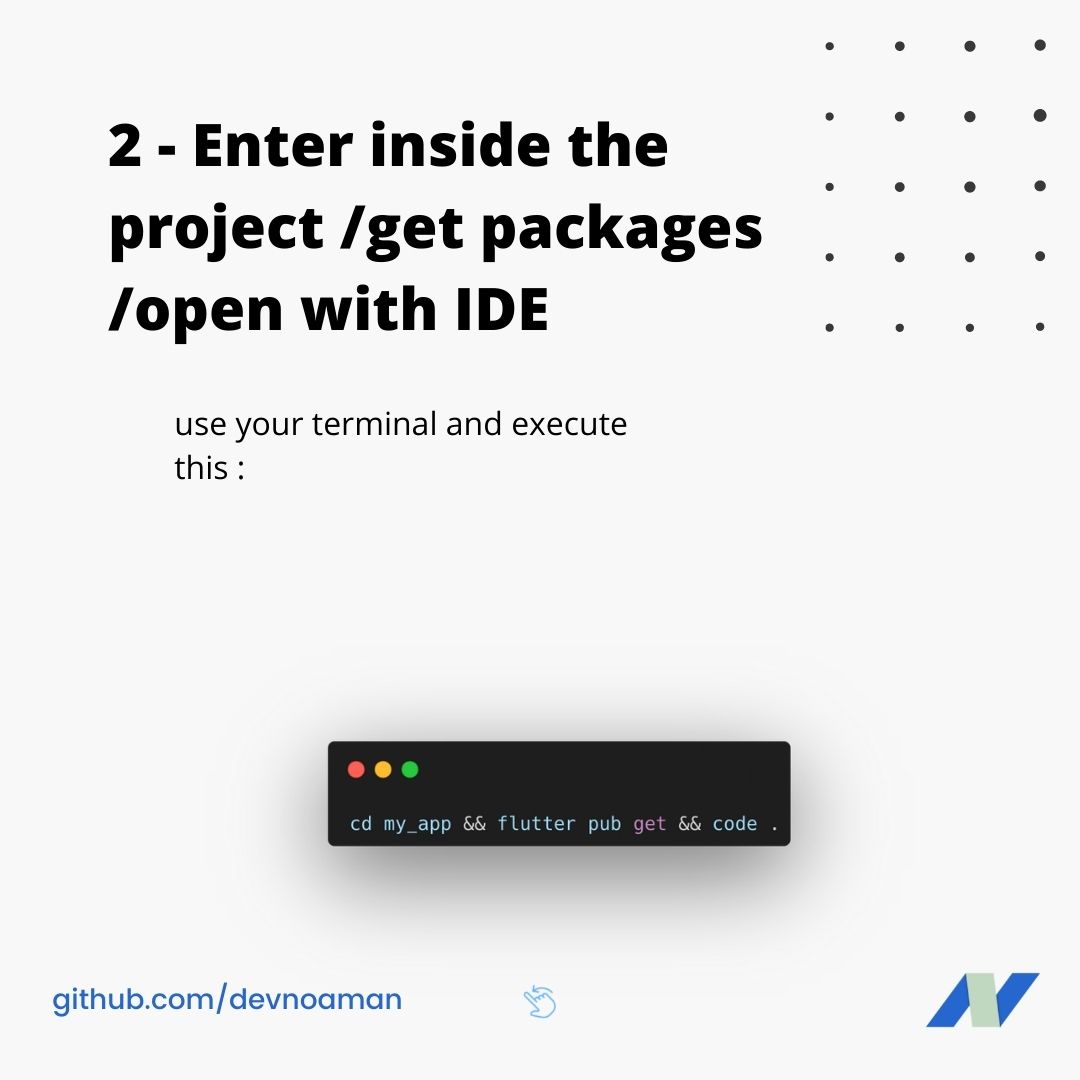 2 - Enter inside the
project /get packages
/open with IDE
use your terminal and execute
this :
cd my_app && flutter pub get && code .
github.com/devnoaman